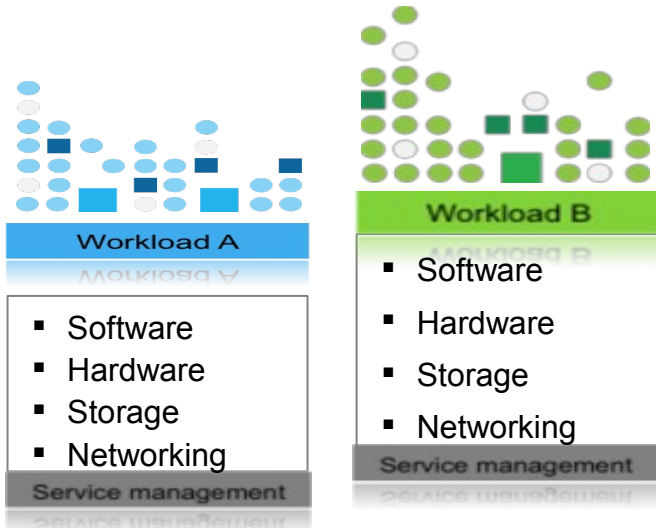 Workload A
▪ Software
▪ Hardware
▪ Storage
▪ Networking
Service management
Workload B
▪ Software
▪ Hardware
▪ Storage
▪ Networking
Service management